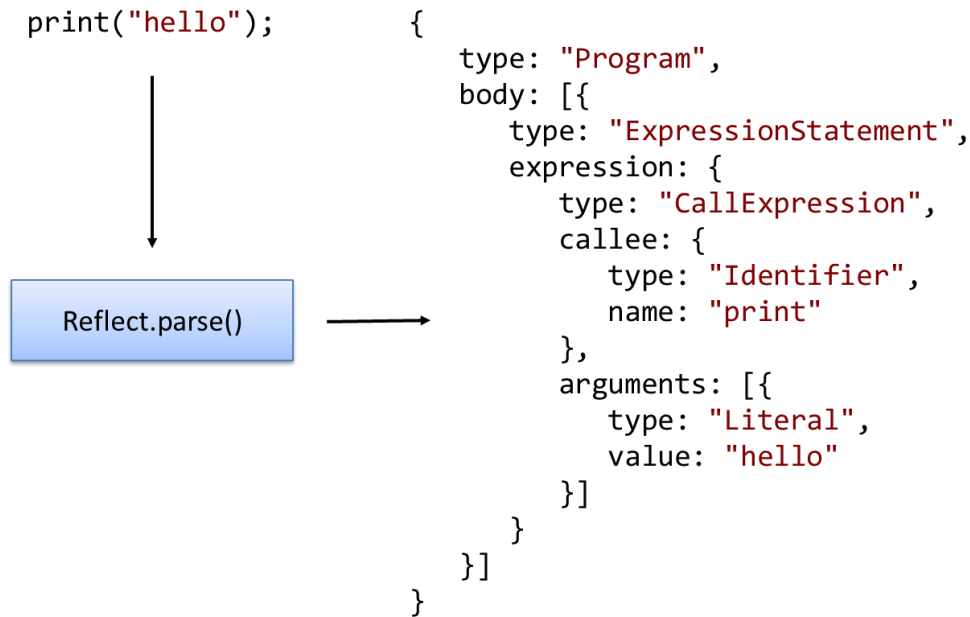 print("hello");
Reflect.parse()
{
   type: "Program",
   body: [{
      type: "ExpressionStatement",
      expression: {
         type: "CallExpression",
         callee: {
            type: "Identifier",
            name: "print"
         },
         arguments: [{
            type: "Literal",
            value: "hello"
         }]
      }
   }]
}